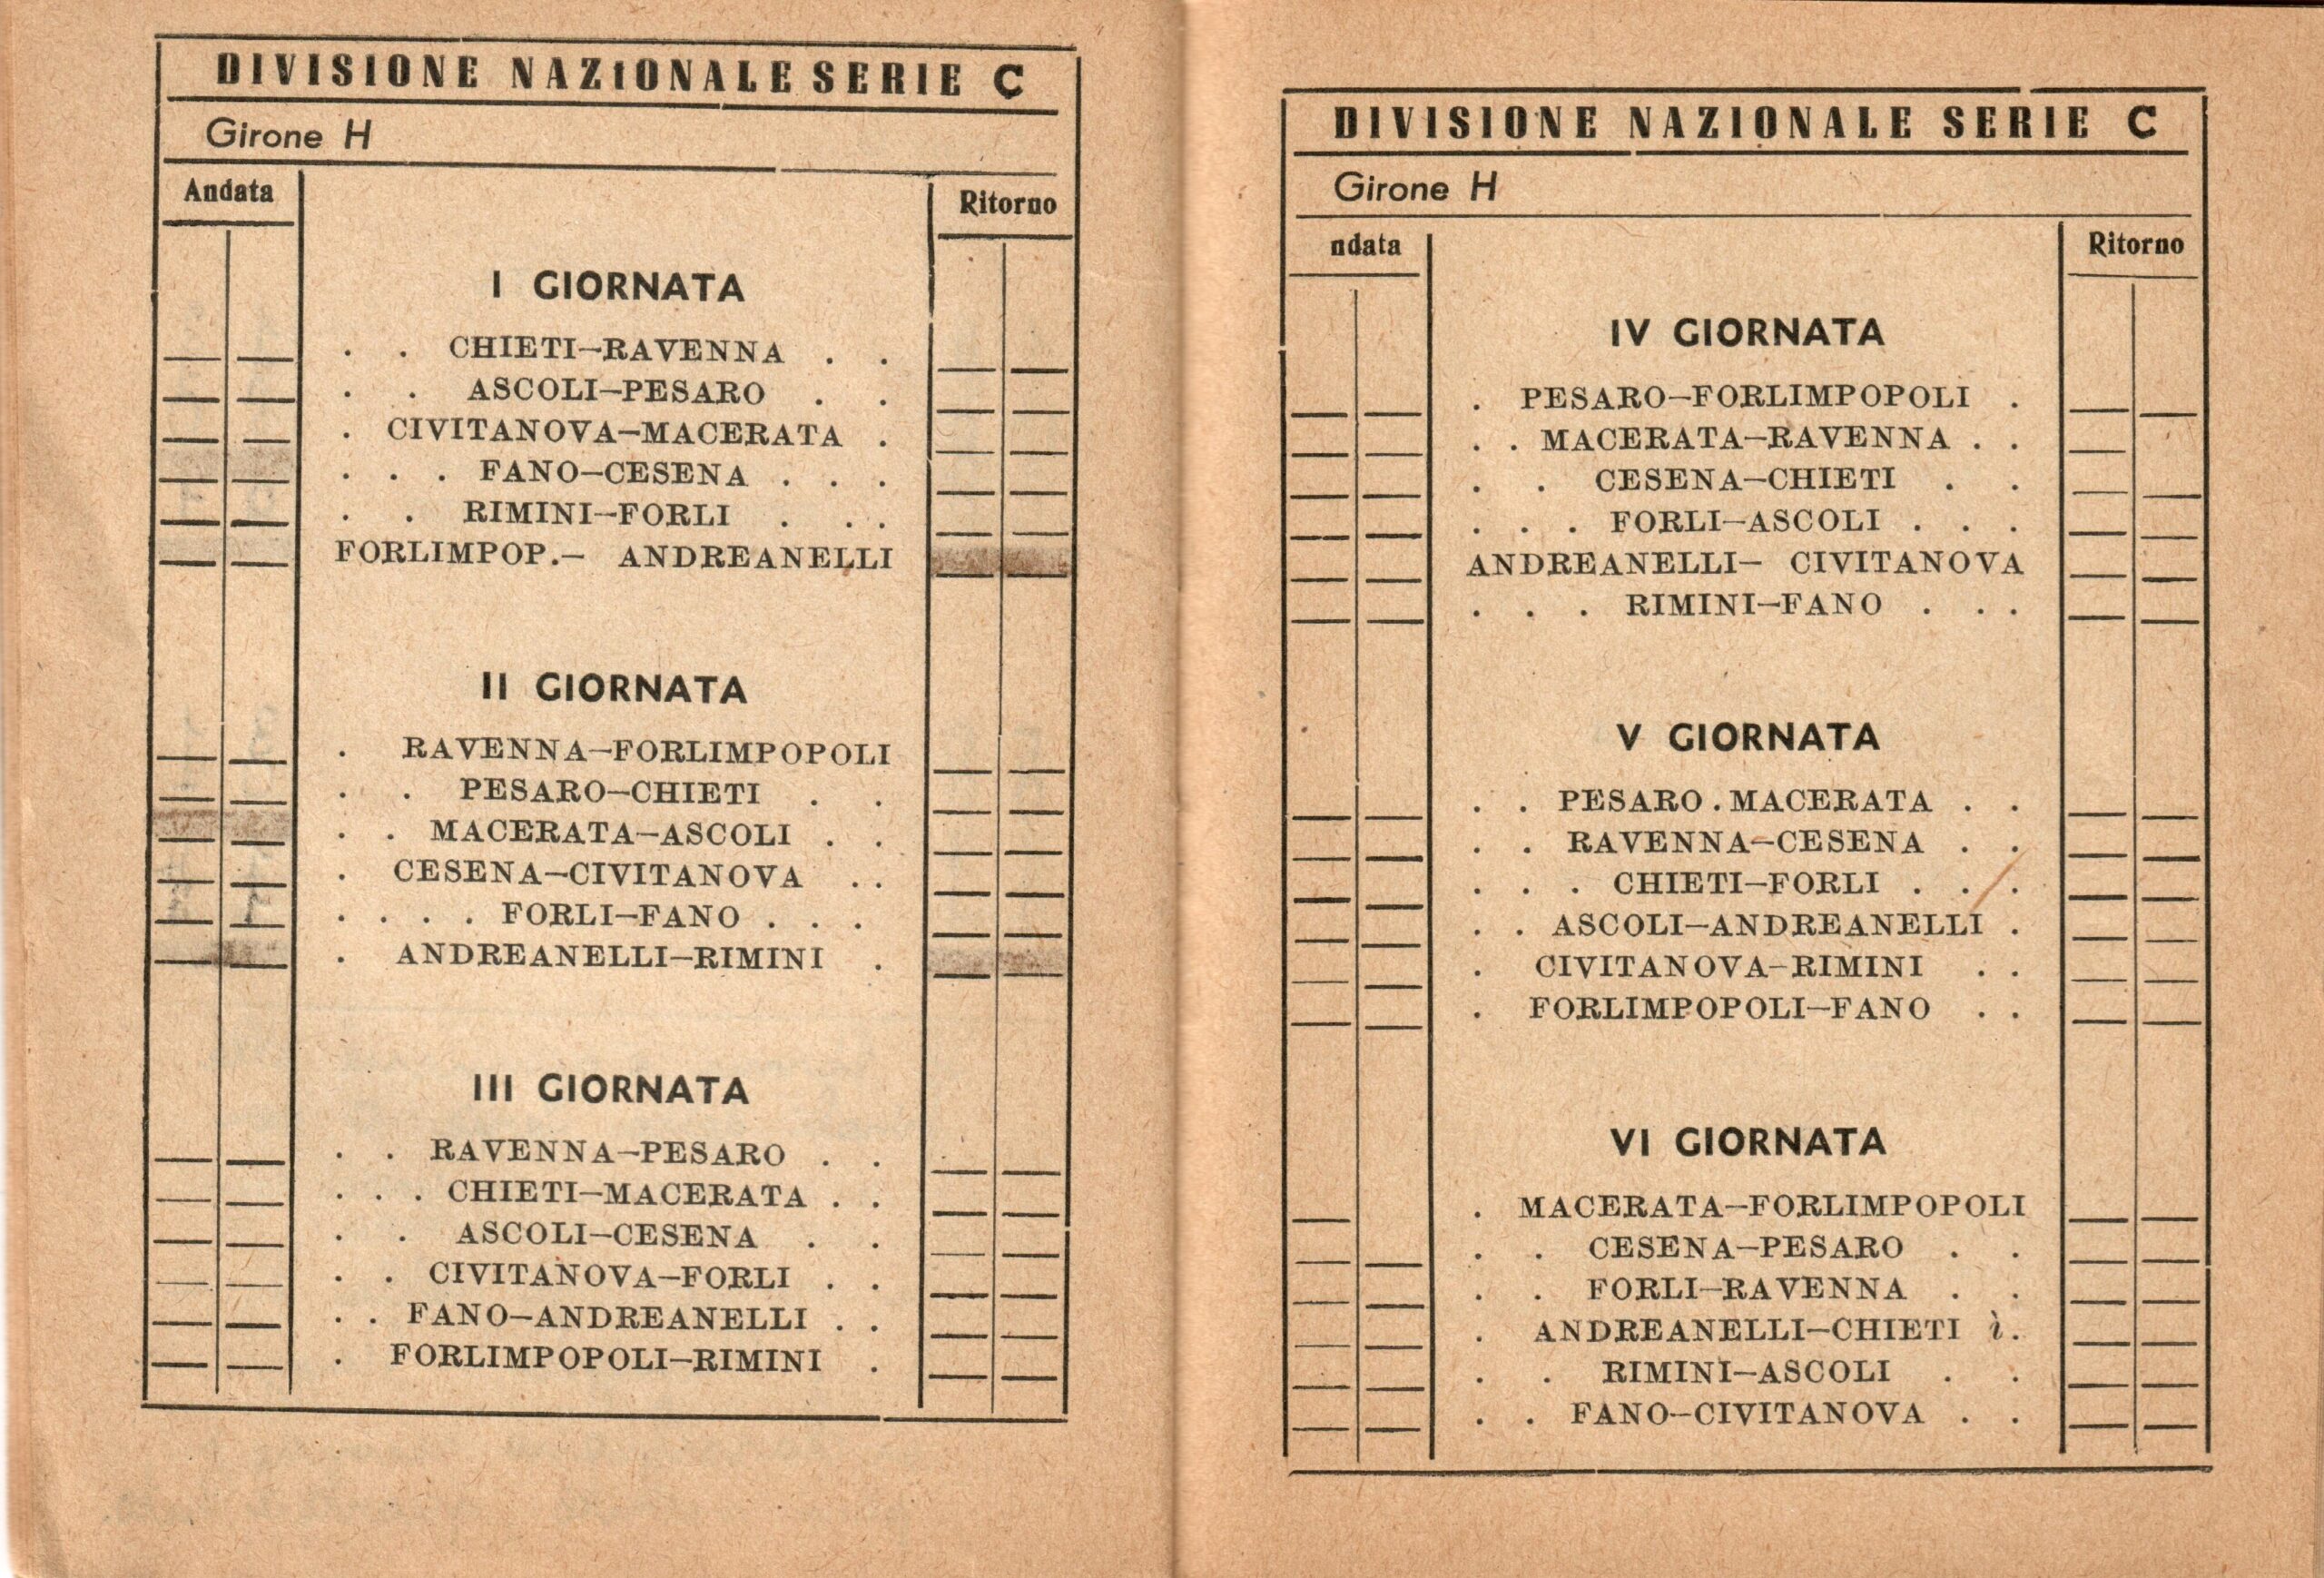 DIVISIONE NAZIONALE SERIE C
Girone H
Andata
Ritorno
I GIORNATA
. . CHIETI—RAVENNA . .
. . ASCOLI—PESARO . .
. CIVITANOVA—MACERATA .
. . . FANO—CESENA . . .
. . RIMINI—FORLI . . .
FORLIMPOP.— ANDREANELLI
II GIORNATA
. RAVENNA—FORLIMPOPOLI
. . PESARO—CHIETI . .
. . MACERATA—ASCOLI . .
. CESENA—CIVITANOVA . .
. . . . FORLI—FANO . . .
. ANDREANELLI—RIMINI .
III GIORNATA
. . RAVENNA—PESARO . .
. . . CHIETI—MACERATA . .
. . ASCOLI—CESENA . .
. . CIVITANOVA—FORLI . .
. . FANO—ANDREANELLI . .
. FORLIMPOPOLI—RIMINI .
DIVISIONE NAZIONALE SERIE C
Girone H
ndata
Ritorno
IV GIORNATA
. PESARO—FORLIMPOPOLI .
. . MACERATA—RAVENNA . .
. . CESENA—CHIETI . .
. . . FORLI—ASCOLI . . .
ANDREANELLI— CIVITANOVA
. . . RIMINI—FANO . . .
V GIORNATA
. . PESARO . MACERATA . .
. . RAVENNA—CESENA . .
. . . CHIETI—FORLI . . .
. . ASCOLI—ANDREANELLI .
. CIVITANOVA—RIMINI . .
. FORLIMPOPOLI—FANO . .
VI GIORNATA
. MACERATA—FORLIMPOPOLI
. . CESENA—PESARO . .
. . FORLI—RAVENNA . .
. ANDREANELLI—CHIETI ì.
. . RIMINI—ASCOLI . .
. . FANO—CIVITANOVA . .